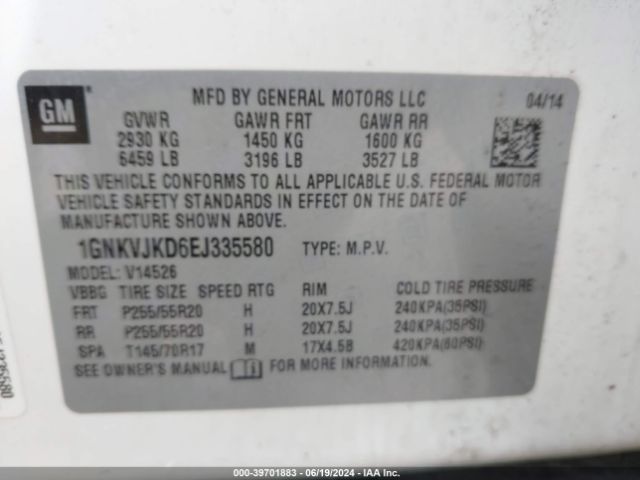 GM
MFD BY GENERAL MOTORS LLC 04/14
GVWR GAWR FRT GAWR RR
2930 KG 1450 KG 1600 KG
6459 LB 3196 LB 3527 LB
THIS VEHICLE CONFORMS TO ALL APPLICABLE U.S. FEDERAL MOTOR
VEHICLE SAFETY STANDARDS IN EFFECT ON THE DATE OF
MANUFACTURE SHOWN ABOVE.
1GNKVJKD6EJ335580 TYPE: M.P.V.
MODEL: V14526
VBBG TIRE SIZE SPEED RTG RIM COLD TIRE PRESSURE
FRT P255/55R20 H 20X7.5J 240KPA(35PSI)
RR P255/55R20 H 20X7.5J 240KPA(35PSI)
SPA T145/70R17 M 17X4.5B 420KPA(60PSI)
SEE OWNER'S MANUAL FOR MORE INFORMATION.
000-39701883 - 06/19/2024 - IAA Inc.